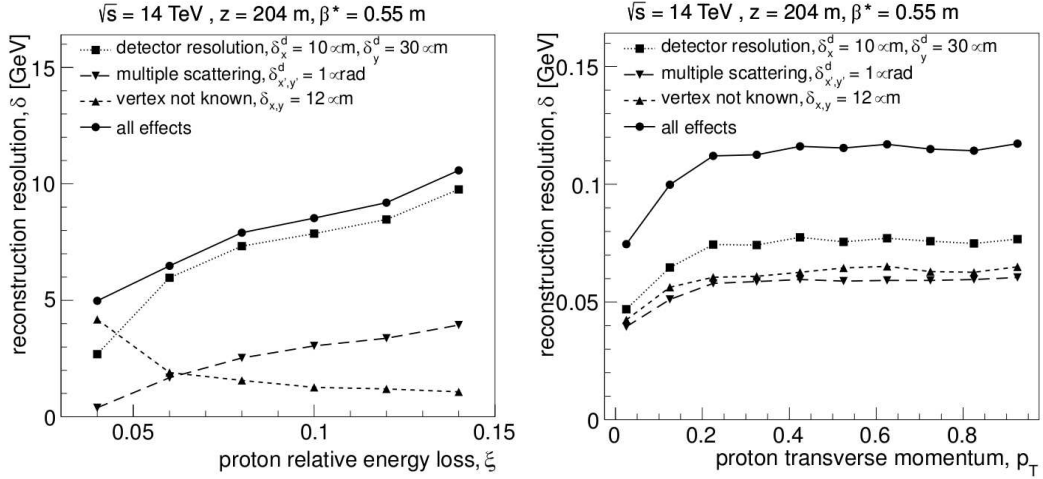 √s = 14 TeV , z = 204 m, β* = 0.55 m
detector resolution, δ^d_x = 10 ∝m, δ^d_y = 30 ∝m
multiple scattering, δ^d_x',y' = 1 ∝rad
vertex not known, δ_x,y = 12 ∝m
all effects
reconstruction resolution, δ [GeV]
15
10
5
0
0.05
0.1
0.15
proton relative energy loss, ξ
√s = 14 TeV , z = 204 m, β* = 0.55 m
detector resolution, δ^d_x = 10 ∝m, δ^d_y = 30 ∝m
multiple scattering, δ^d_x',y' = 1 ∝rad
vertex not known, δ_x,y = 12 ∝m
all effects
reconstruction resolution, δ [GeV]
0.15
0.1
0.05
0
0
0.2
0.4
0.6
0.8
proton transverse momentum, p_T